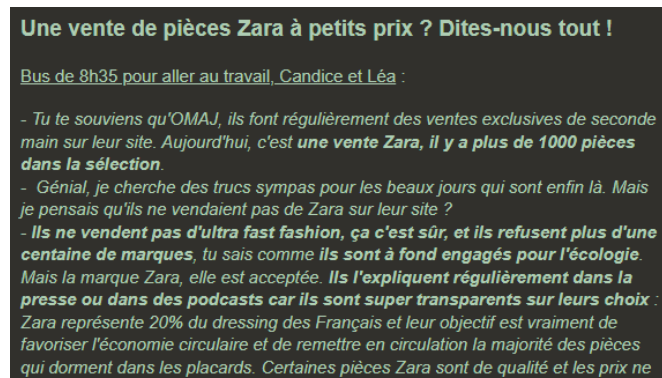 Une vente de pièces Zara à petits prix ? Dites-nous tout !
Bus de 8h35 pour aller au travail, Candice et Léa :
- Tu te souviens qu'OMAJ, ils font régulièrement des ventes exclusives de seconde
main sur leur site. Aujourd'hui, c'est une vente Zara, il y a plus de 1000 pièces
dans la sélection.
- Génial, je cherche des trucs sympas pour les beaux jours qui sont enfin là. Mais
je pensais qu'ils ne vendaient pas de Zara sur leur site ?
- Ils ne vendent pas d'ultra fast fashion, ça c'est sûr, et ils refusent plus d'une
centaine de marques, tu sais comme ils sont à fond engagés pour l'écologie.
Mais la marque Zara, elle est acceptée. Ils l'expliquent régulièrement dans la
presse ou dans des podcasts car ils sont super transparents sur leurs choix :
Zara représente 20% du dressing des Français et leur objectif est vraiment de
favoriser l'économie circulaire et de remettre en circulation la majorité des pièces
qui dorment dans les placards. Certaines pièces Zara sont de qualité et les prix ne